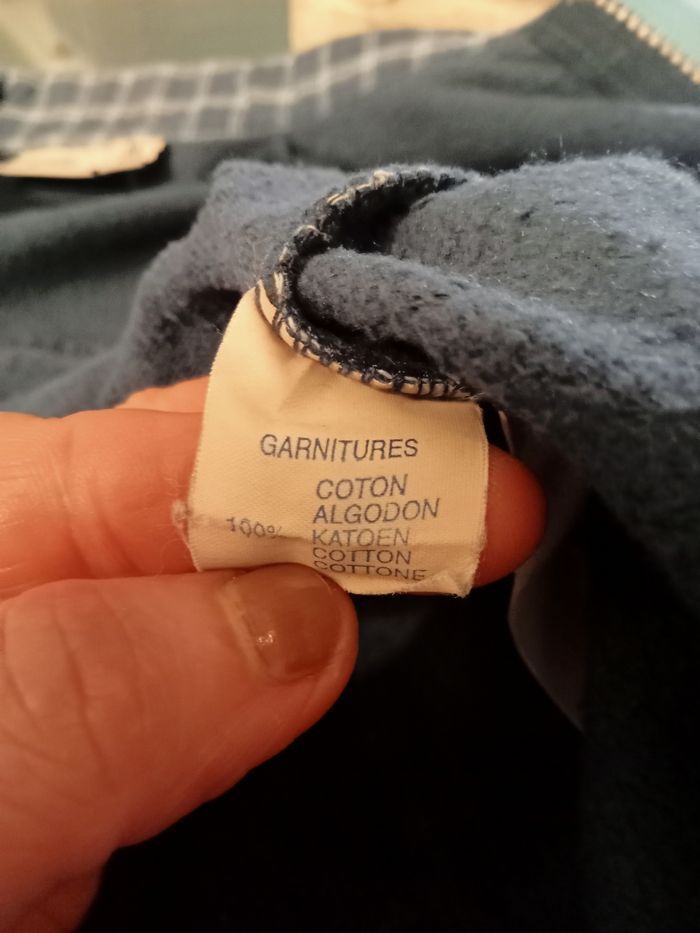 GARNITURES
COTON
ALGODON
100% KATOEN
COTTON
COTTONE